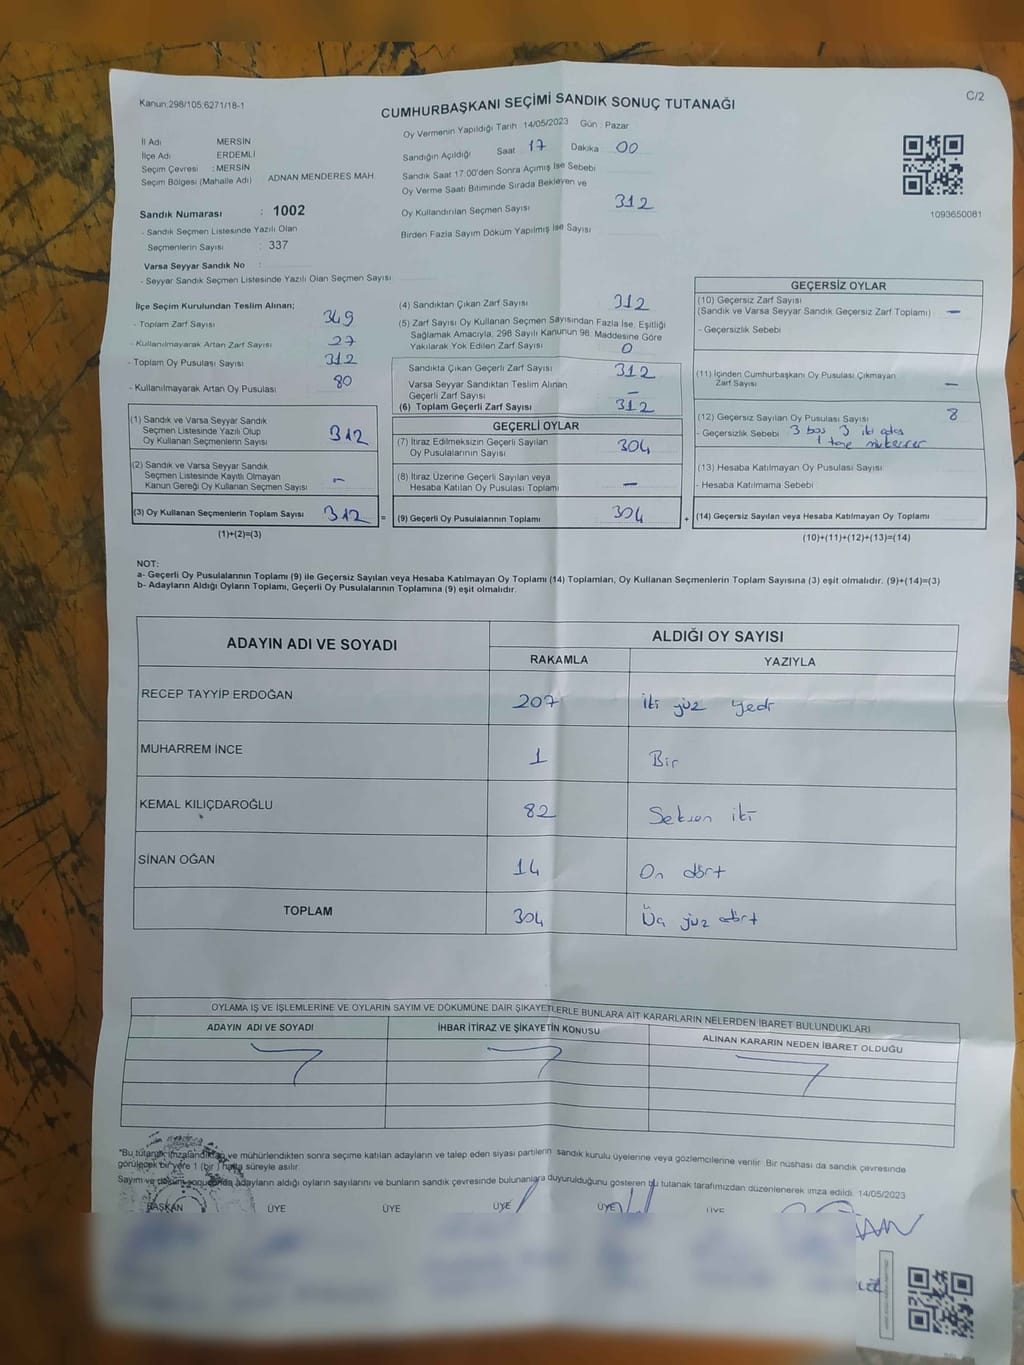 Kanun:298/105;6271/18-1
C/2
CUMHURBAŞKANI SEÇİMİ SANDIK SONUÇ TUTANAĞI
Oy Vermenin Yapıldığı Tarih 14/05/2023 Gün : Pazar
İl Adı MERSİN
İlçe Adı ERDEMLİ
Seçim Çevresi : MERSİN
Seçim Bölgesi (Mahalle Adı) ADNAN MENDERES MAH
Sandık Numarası : 1002
- Sandık Seçmen Listesinde Yazılı Olan
Seçmenlerin Sayısı : 337
Varsa Seyyar Sandık No :
- Seyyar Sandık Seçmen Listesinde Yazılı Olan Seçmen Sayısı
Sandığın Açıldığı Saat 17 Dakika 00
Sandık Saat 17:00'den Sonra Açımış İse Sebebi
Oy Verme Saati Bitiminde Sırada Bekleyen ve
Oy Kullandırılan Seçmen Sayısı 312
Birden Fazla Sayım Döküm Yapılmış İse Sayısı
1093650081
İlçe Seçim Kurulundan Teslim Alınan;
- Toplam Zarf Sayısı 349
- Kullanılmayarak Artan Zarf Sayısı 27
- Toplam Oy Pusulası Sayısı 312
- Kullanılmayarak Artan Oy Pusulası 80
(1) Sandık ve Varsa Seyyar Sandık
Seçmen Listesinde Yazılı Olup
Oy Kullanan Seçmenlerin Sayısı 312
(2) Sandık ve Varsa Seyyar Sandık
Seçmen Listesinde Kayıtlı Olmayan
Kanun Gereği Oy Kullanan Seçmen Sayısı -
(3) Oy Kullanan Seçmenlerin Toplam Sayısı 312 =
(1)+(2)=(3)
(4) Sandıktan Çıkan Zarf Sayısı 312
(5) Zarf Sayısı Oy Kullanan Seçmen Sayısından Fazla İse, Eşitliği
Sağlamak Amacıyla, 298 Sayılı Kanunun 98. Maddesine Göre
Yakılarak Yok Edilen Zarf Sayısı 0
Sandıkta Çıkan Geçerli Zarf Sayısı 312
Varsa Seyyar Sandıktan Teslim Alınan
Geçerli Zarf Sayısı -
(6) Toplam Geçerli Zarf Sayısı 312
GEÇERLİ OYLAR
(7) İtiraz Edilmeksizin Geçerli Sayılan
Oy Pusulalarının Sayısı 304
(8) İtiraz Üzerine Geçerli Sayılan veya
Hesaba Katılan Oy Pusulası Toplamı -
(9) Geçerli Oy Pusulalarının Toplamı 304 +
GEÇERSİZ OYLAR
(10) Geçersiz Zarf Sayısı
(Sandık ve Varsa Seyyar Sandık Geçersiz Zarf Toplamı) -
- Geçersizlik Sebebi
(11) İçinden Cumhurbaşkanı Oy Pusulası Çıkmayan
Zarf Sayısı -
(12) Geçersiz Sayılan Oy Pusulası Sayısı 8
- Geçersizlik Sebebi 3 boş 3 iki
1 tane
(13) Hesaba Katılmayan Oy Pusulası Sayısı
- Hesaba Katılmama Sebebi
(14) Geçersiz Sayılan veya Hesaba Katılmayan Oy Toplamı
(10)+(11)+(12)+(13)=(14)
NOT:
a- Geçerli Oy Pusulalarının Toplamı (9) ile Geçersiz Sayılan veya Hesaba Katılmayan Oy Toplamı (14) Toplamları, Oy Kullanan Seçmenlerin Toplam Sayısına (3) eşit olmalıdır. (9)+(14)=(3)
b- Adayların Aldığı Oyların Toplamı, Geçerli Oy Pusulalarının Toplamına (9) eşit olmalıdır.
ADAYIN ADI VE SOYADI
ALDIĞI OY SAYISI
RAKAMLA YAZIYLA
RECEP TAYYİP ERDOĞAN 207 İki yüz yedi
MUHARREM İNCE 1 Bir
KEMAL KILIÇDAROĞLU 82 Seksen iki
SİNAN OĞAN 14 On dört
TOPLAM 304 Üç yüz dört
OYLAMA İŞ VE İŞLEMLERİNE VE OYLARIN SAYIM VE DÖKÜMÜNE DAİR ŞİKAYETLERLE BUNLARA AİT KARARLARIN NELERDEN İBARET BULUNDUKLARI
ADAYIN ADI VE SOYADI İHBAR İTİRAZ VE ŞİKAYETİN KONUSU ALINAN KARARIN NEDEN İBARET OLDUĞU
"Bu tutanak imzalandıktan ve mühürlendikten sonra seçime katılan adayların ve talep eden siyasi partilerin sandık kurulu üyelerine veya gözlemcilerine verilir. Bir nüshası da sandık çevresinde
görülecek bir yere 1 (bir) hafta süreyle asılır.
Sayım ve döküm sonucunda adayların aldığı oyların sayılarını ve bunların sandık çevresinde bulunanlara duyurulduğunu gösteren bu tutanak tarafımızdan düzenlenerek imza edildi. 14/05/2023
BAŞKAN ÜYE ÜYE ÜYE ÜYE ÜYE